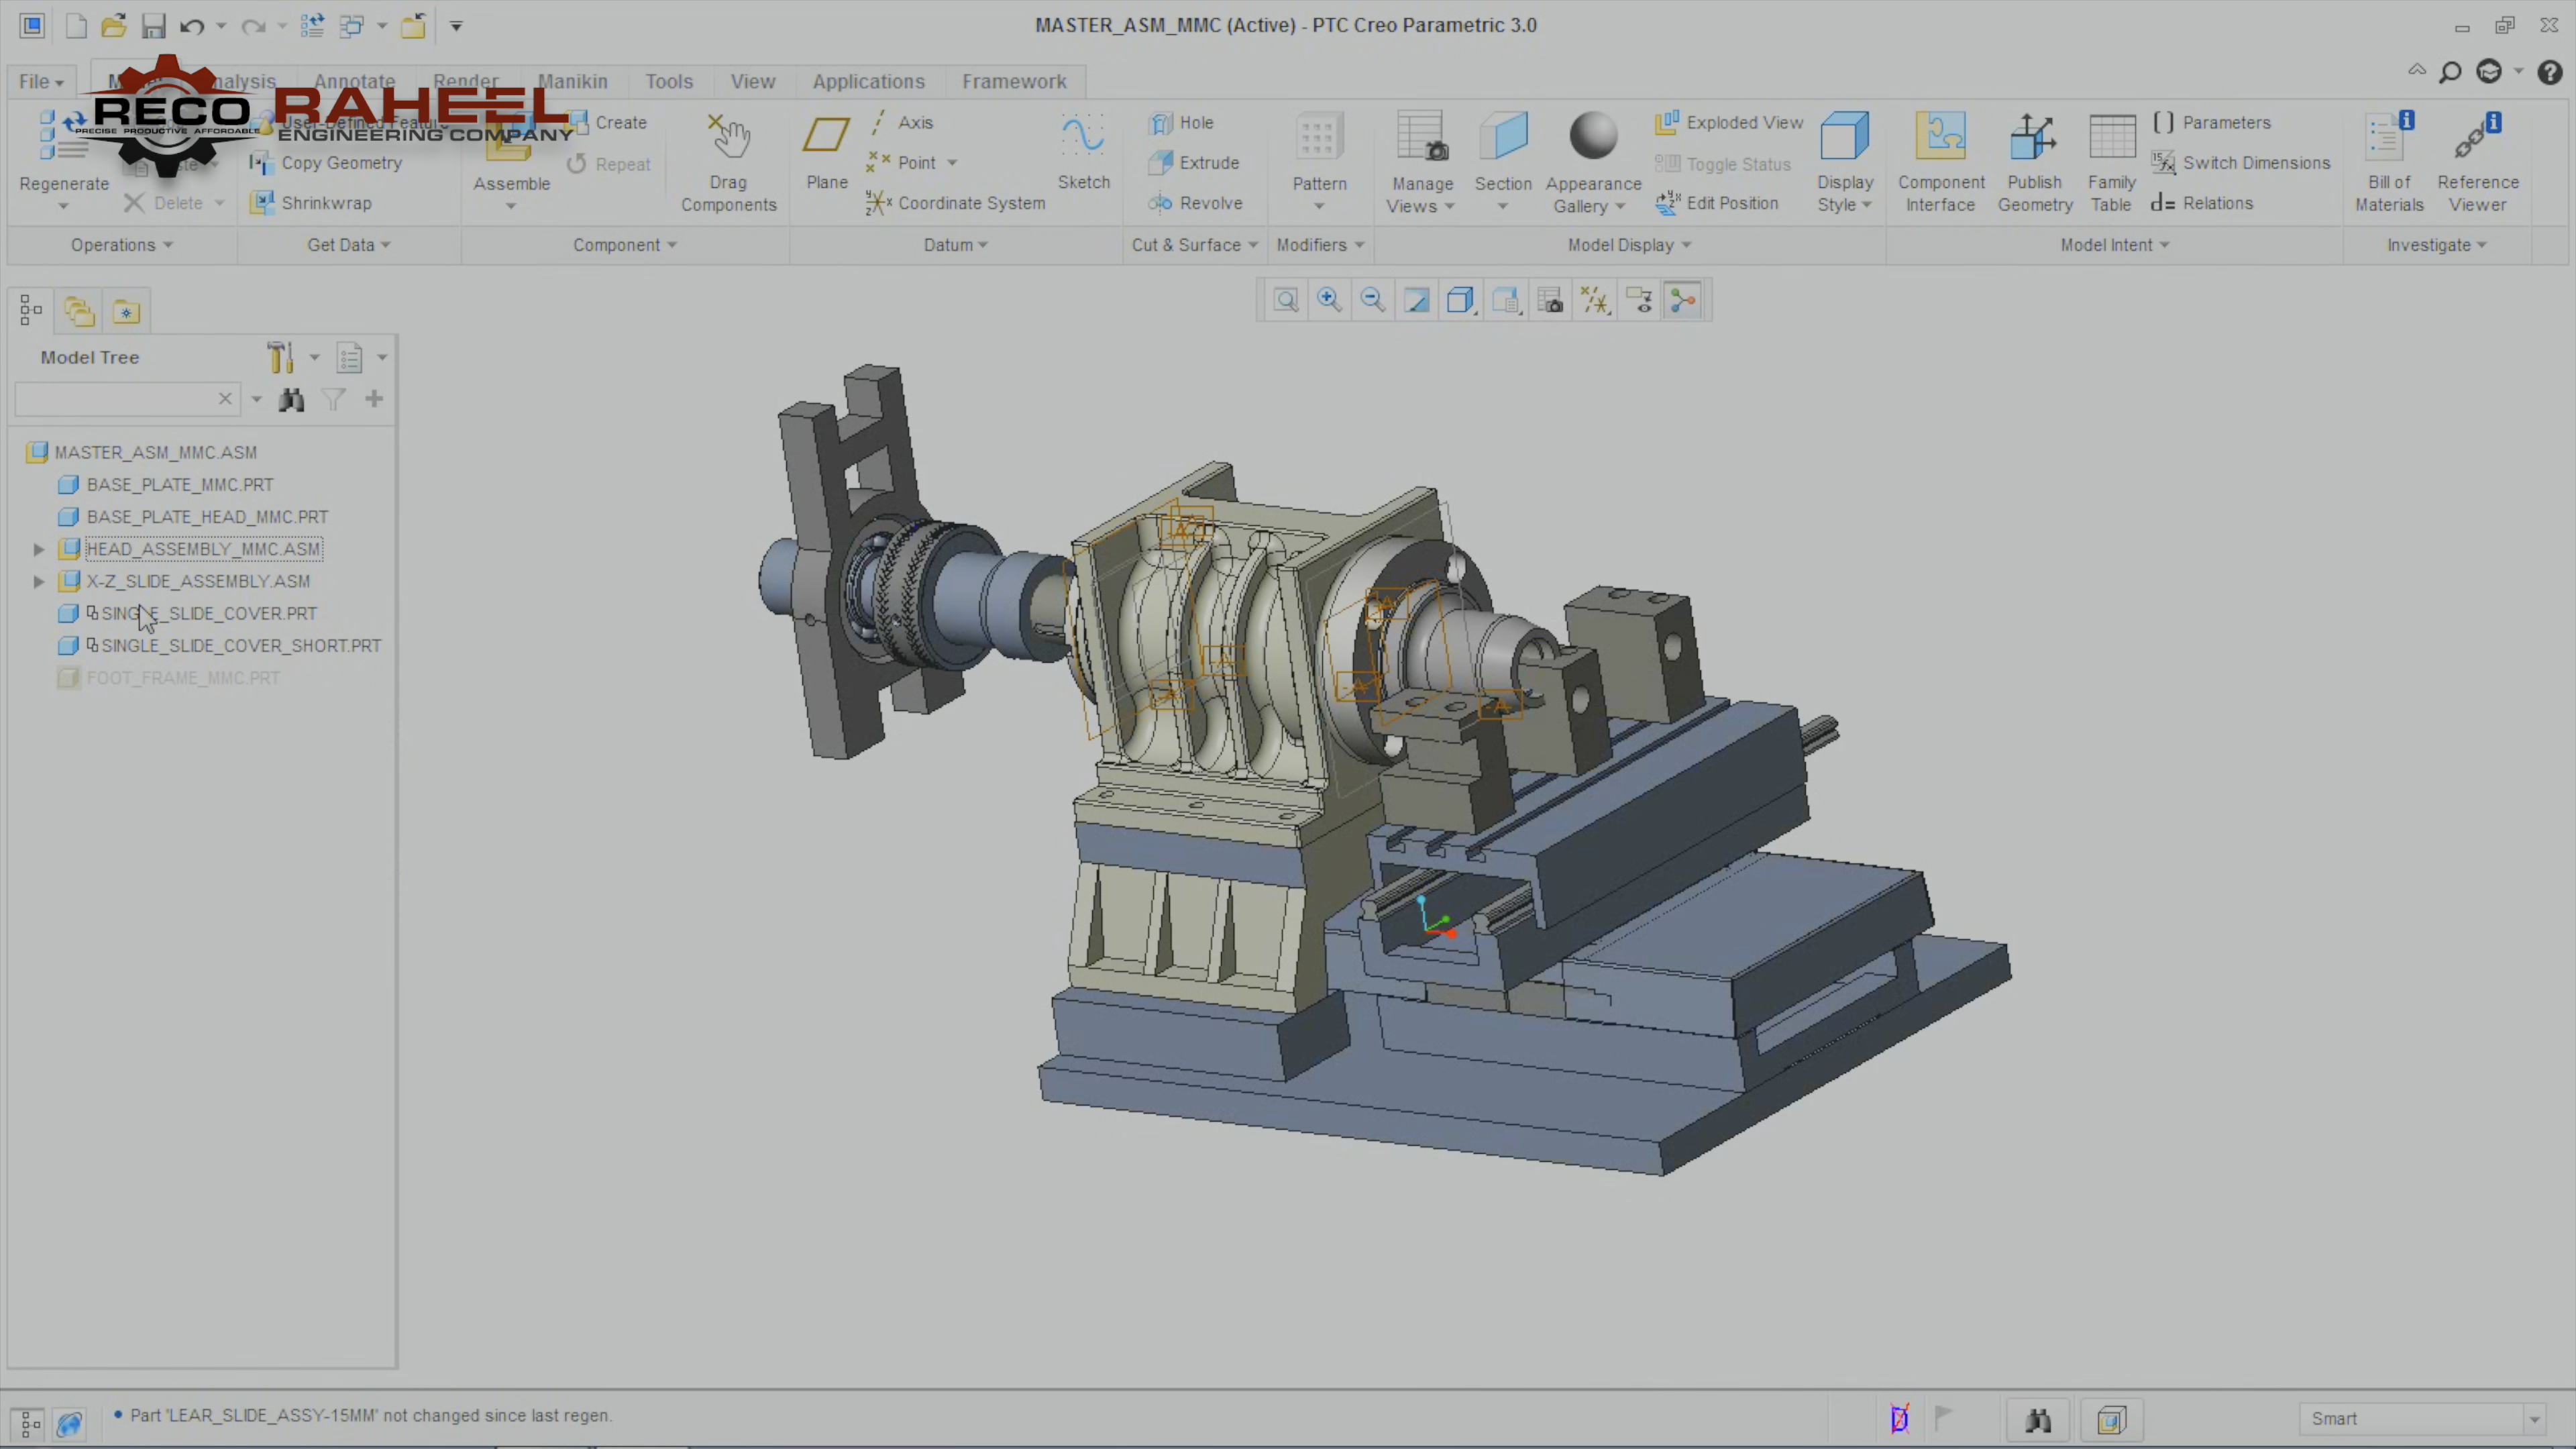 MASTER_ASM_MMC (Active) - PTC Creo Parametric 3.0
File
Analysis
Annotate
Render
Manikin
Tools
View
Applications
Framework
RECO
PRECISE PRODUCTIVE AFFORDABLE
RAHEEL
ENGINEERING COMPANY
Regenerate
Delete
Operations
User-Defined Feature
Copy Geometry
Shrinkwrap
Get Data
Assemble
Create
Repeat
Drag
Components
Component
Plane
Axis
Point
Coordinate System
Sketch
Datum
Hole
Extrude
Revolve
Cut & Surface
Pattern
Modifiers
Manage
Views
Section
Appearance
Gallery
Exploded View
Toggle Status
Edit Position
Display
Style
Model Display
Component
Interface
Publish
Geometry
Family
Table
Parameters
Switch Dimensions
d= Relations
Model Intent
Bill of
Materials
Reference
Viewer
Investigate
Model Tree
MASTER_ASM_MMC.ASM
BASE_PLATE_MMC.PRT
BASE_PLATE_HEAD_MMC.PRT
HEAD_ASSEMBLY_MMC.ASM
X-Z_SLIDE_ASSEMBLY.ASM
SINGLE_SLIDE_COVER.PRT
SINGLE_SLIDE_COVER_SHORT.PRT
FOOT_FRAME_MMC.PRT
Part 'LEAR_SLIDE_ASSY-15MM' not changed since last regen.
Smart